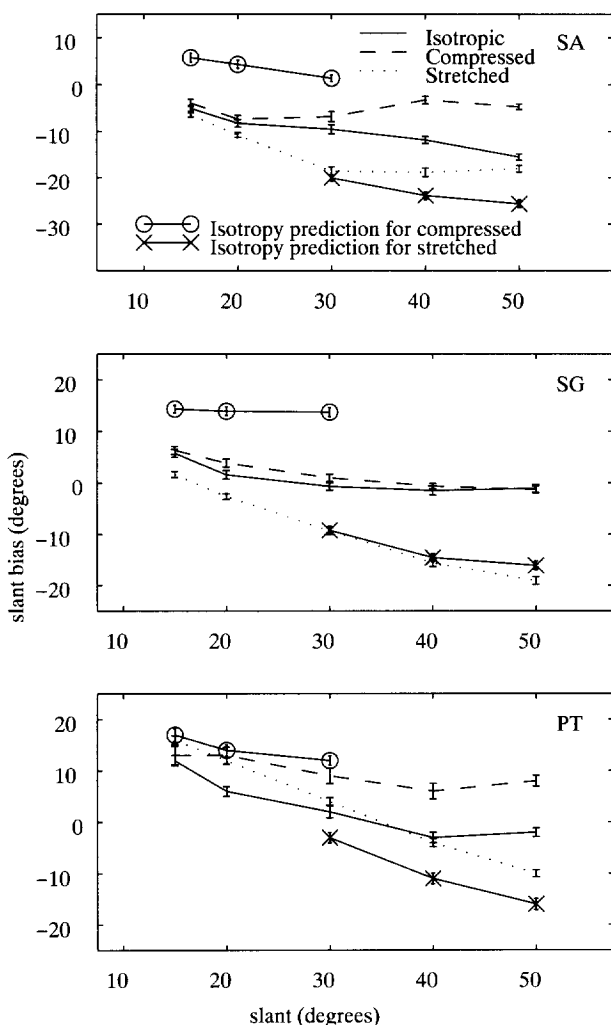 10
0
−10
−20
−30
SA
Isotropic
Compressed
Stretched
Isotropy prediction for compressed
Isotropy prediction for stretched
10 20 30 40 50
20
10
0
−10
−20
SG
slant bias (degrees)
10 20 30 40 50
20
10
0
−10
−20
PT
10 20 30 40 50
slant (degrees)